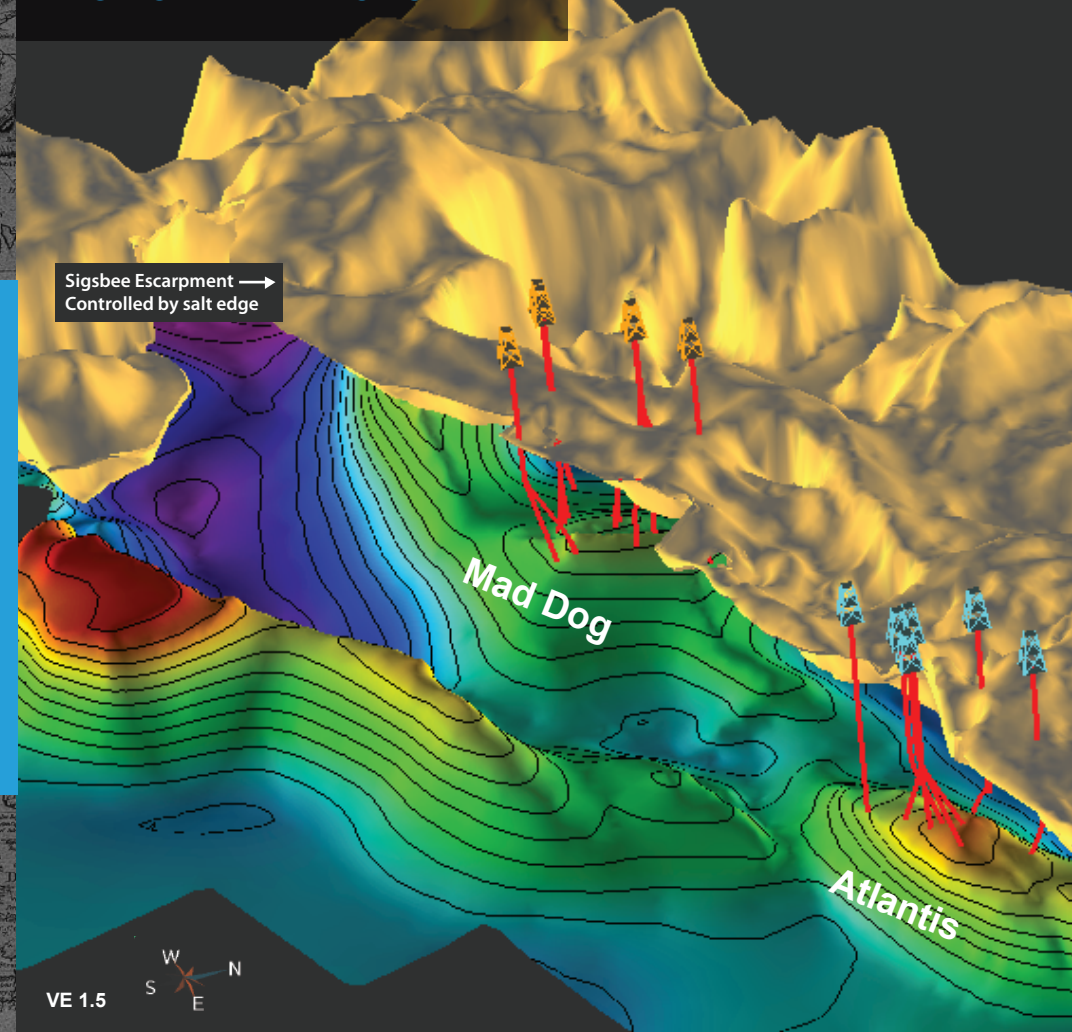 Sigsbee Escarpment
Controlled by salt edge
Mad Dog
Atlantis
W
N
S
E
VE 1.5